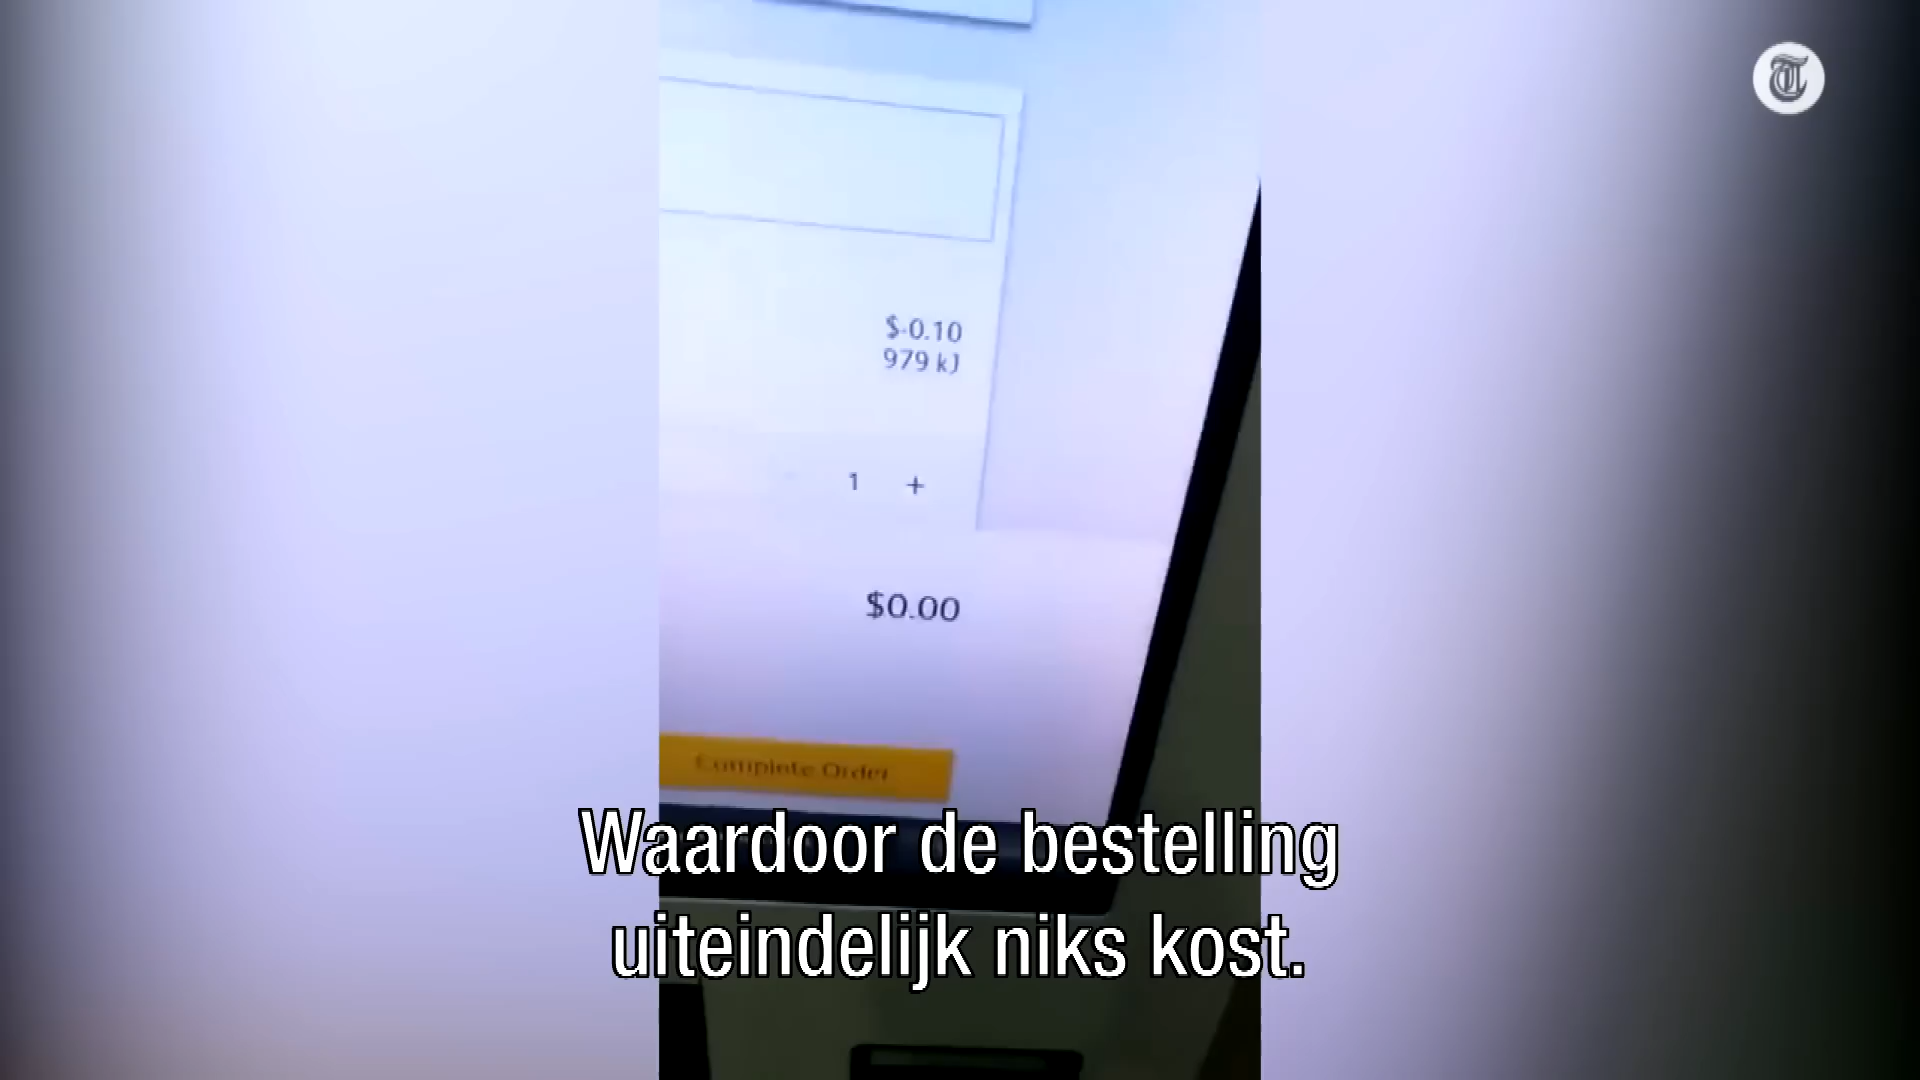 T
$-0.10
979 kJ
- 1 +
$0.00
Complete Order
Waardoor de bestelling
uiteindelijk niks kost.